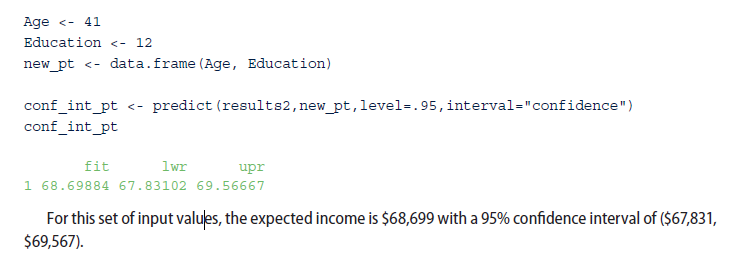 Age <- 41
Education <- 12
new_pt <- data.frame(Age, Education)
conf_int_pt <- predict(results2,new_pt,level=.95,interval="confidence")
conf_int_pt
fit lwr upr
1 68.69884 67.83102 69.56667
For this set of input values, the expected income is $68,699 with a 95% confidence interval of ($67,831,
$69,567).